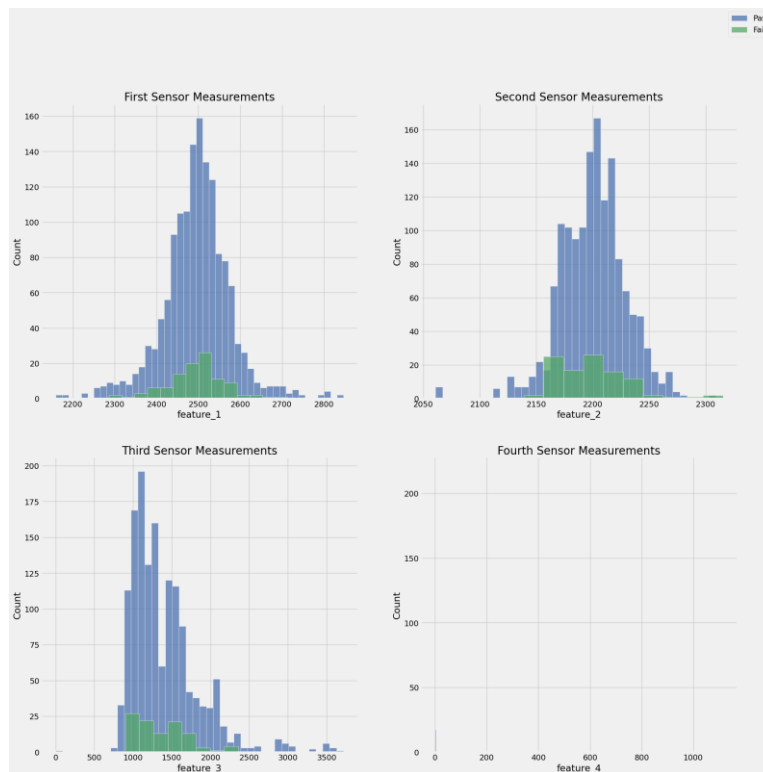 Pa
Fai
First Sensor Measurements
Second Sensor Measurements
160
140
120
100
80
60
40
20
0
Count
2200 2300 2400 2500 2600 2700 2800
feature_1
160
140
120
100
80
60
40
20
0
Count
2050 2100 2150 2200 2250 2300
feature_2
Third Sensor Measurements
Fourth Sensor Measurements
200
175
150
125
100
75
50
25
0
Count
0 500 1000 1500 2000 2500 3000 3500
feature_3
200
150
100
50
0
Count
0 200 400 600 800 1000
feature_4